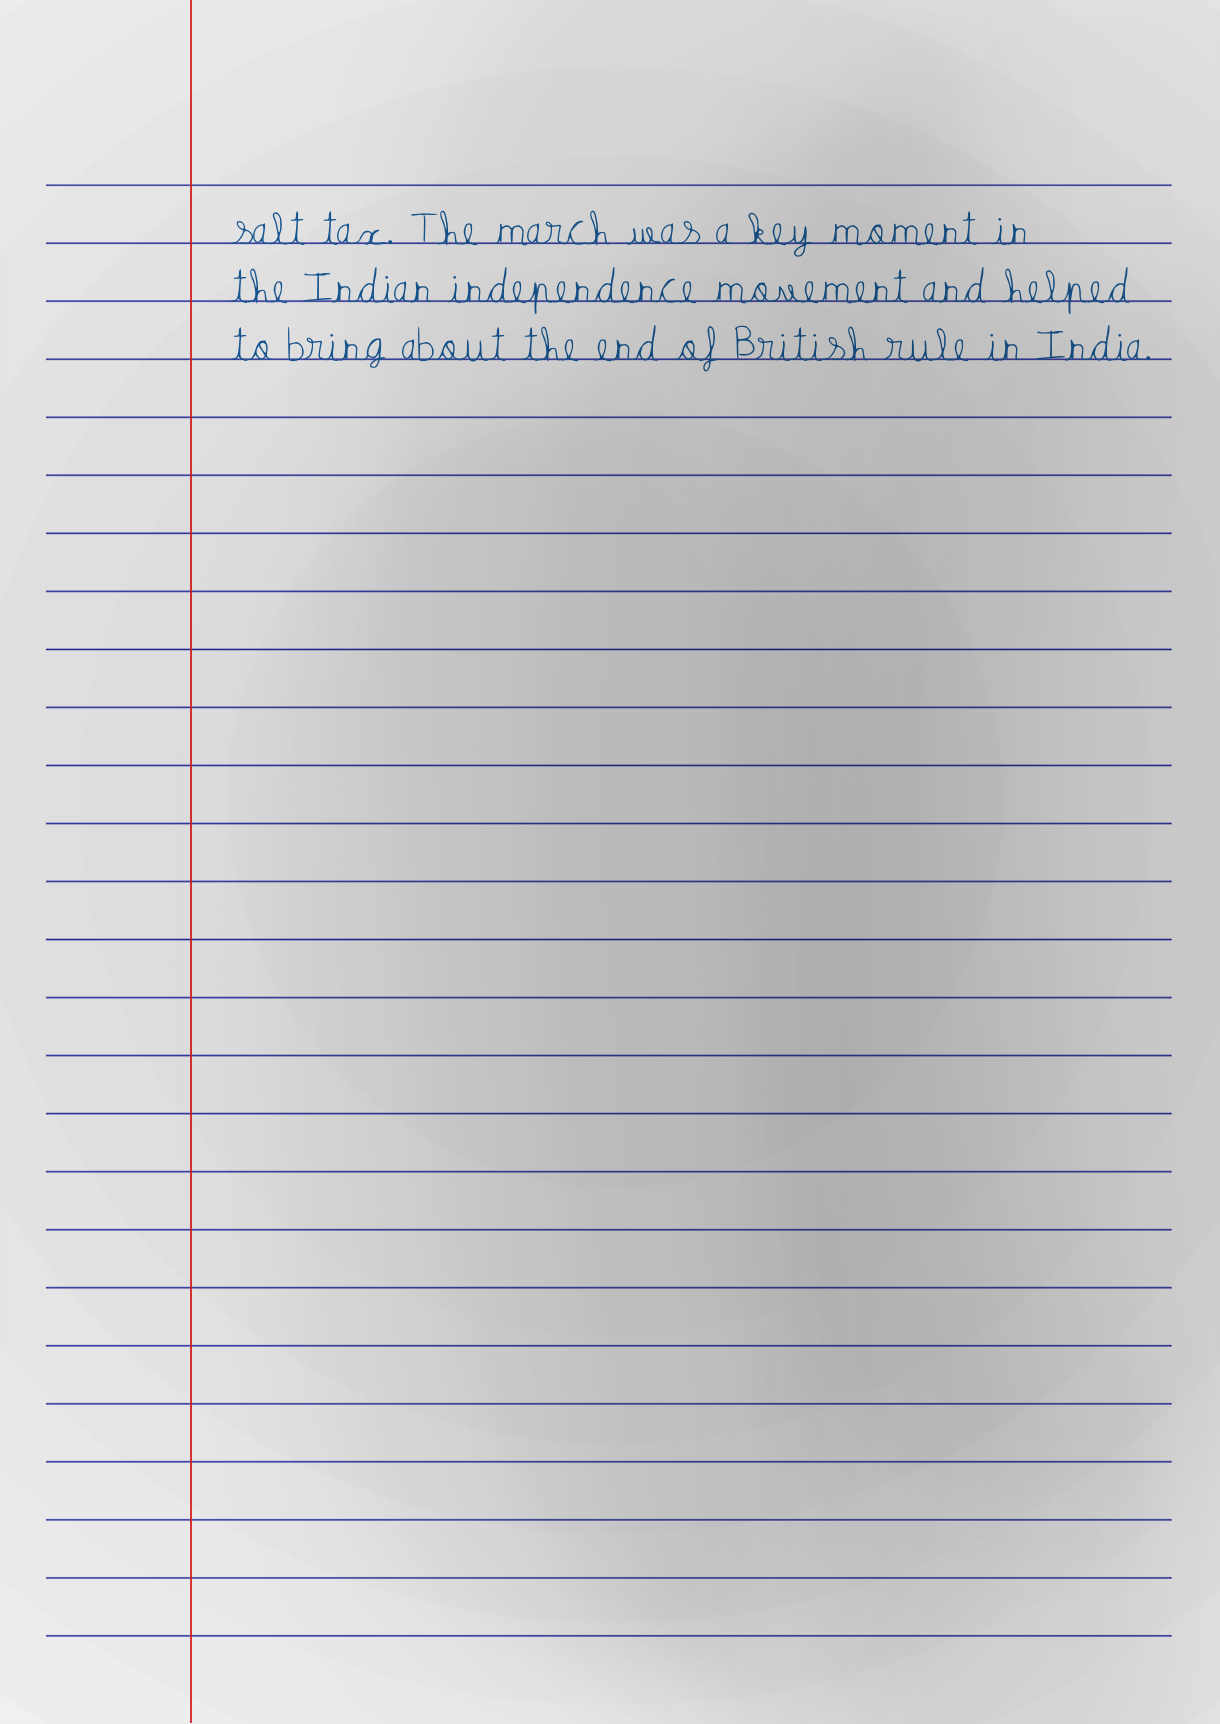 salt tax. The march was a key moment in
the Indian independence movement and helped
to bring about the end of British rule in India.